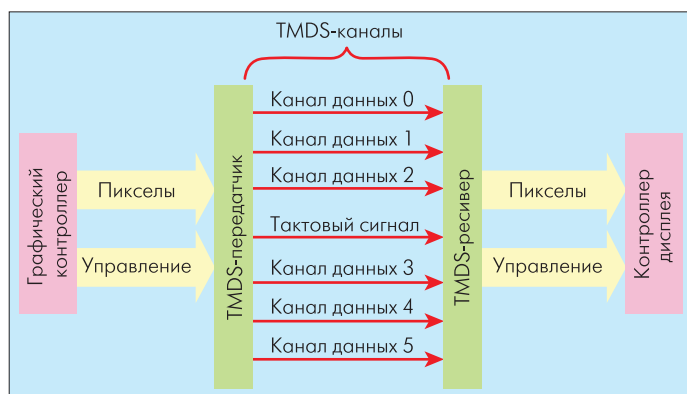 TMDS-каналы
Графический
контроллер
Пикселы
Управление
TMDS-передатчик
Канал данных 0
Канал данных 1
Канал данных 2
Тактовый сигнал
Канал данных 3
Канал данных 4
Канал данных 5
TMDS-ресивер
Пикселы
Управление
Контроллер
дисплея